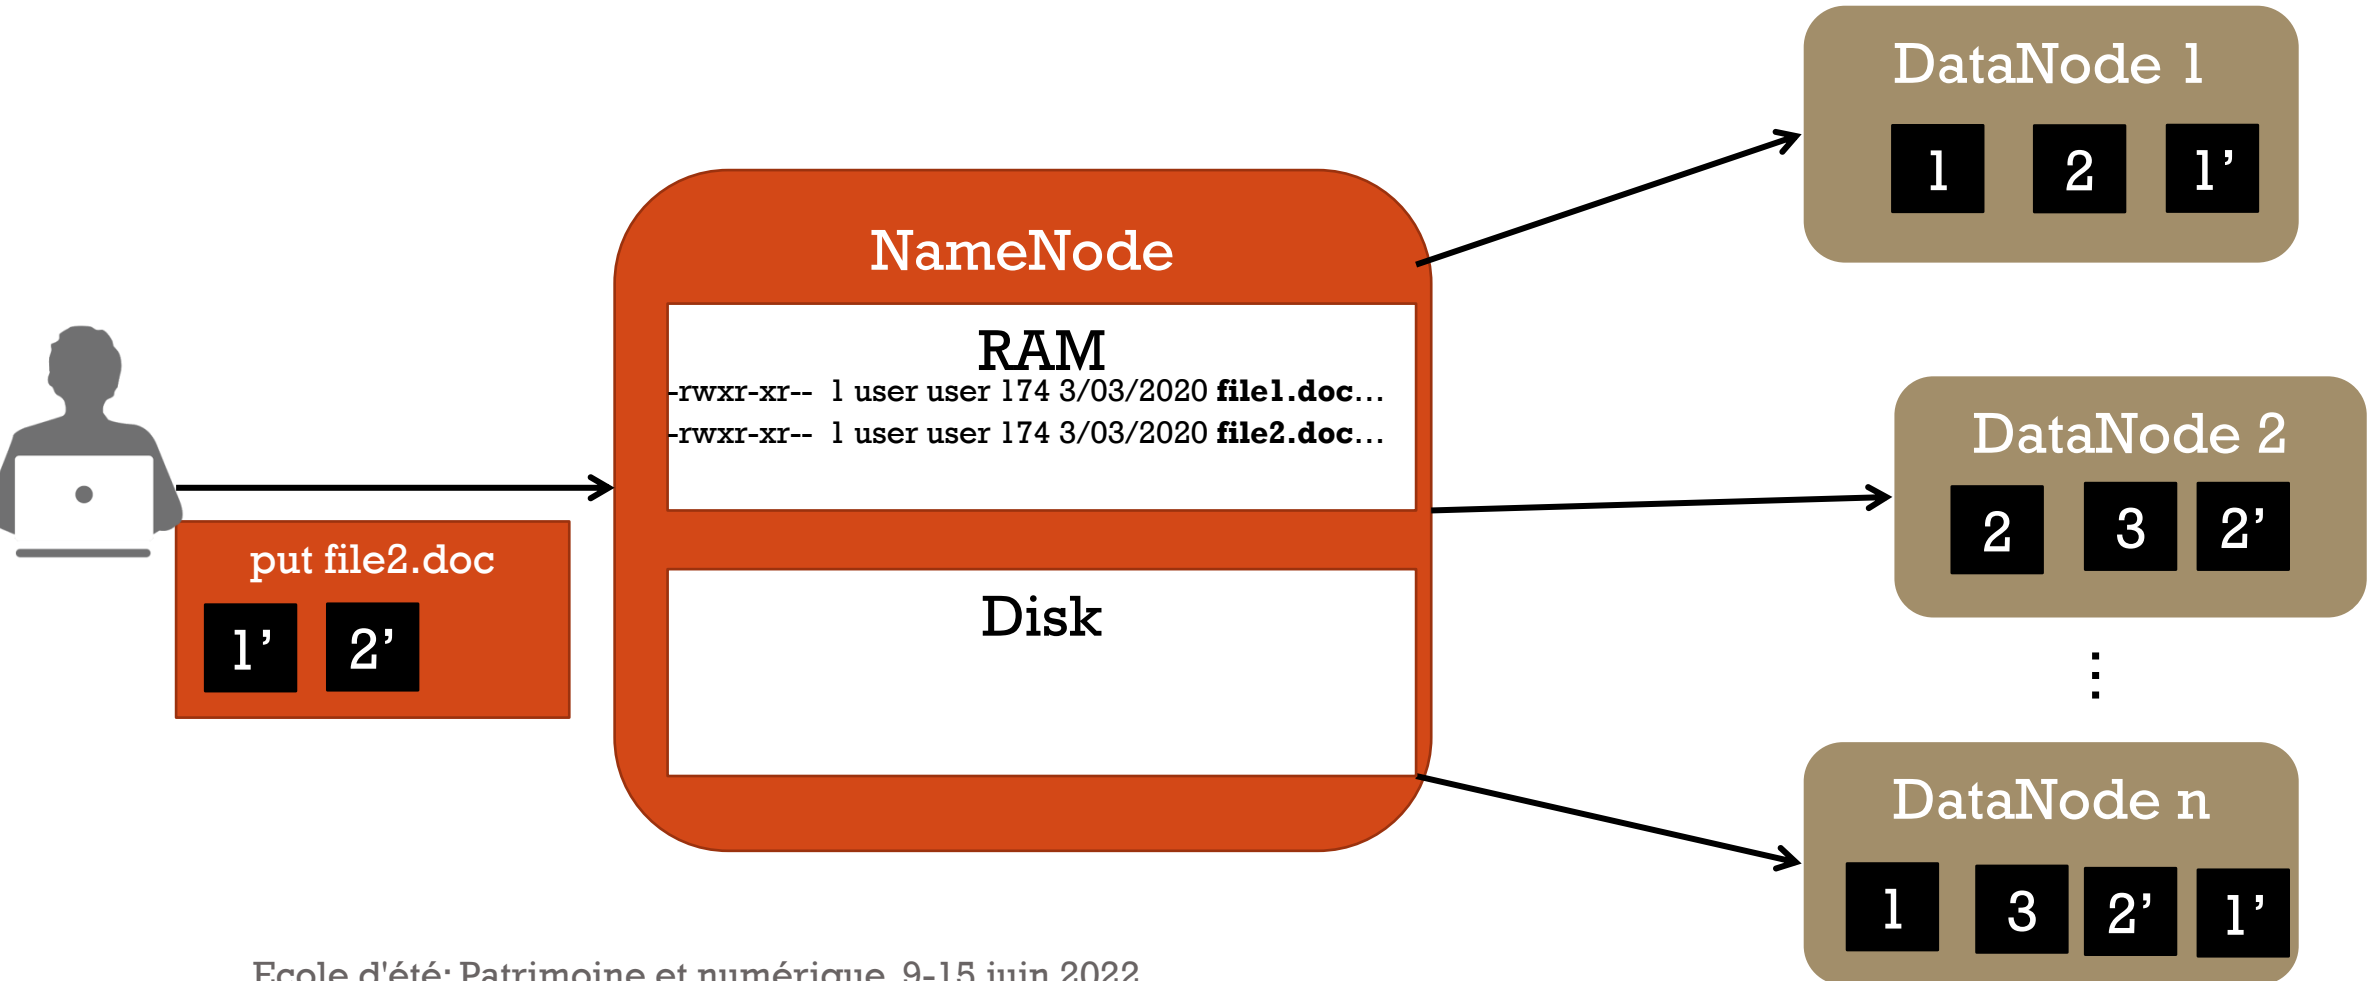 put file2.doc
1’ 2’
NameNode
RAM
-rwxr-xr-- 1 user user 174 3/03/2020 file1.doc...
-rwxr-xr-- 1 user user 174 3/03/2020 file2.doc...
Disk
DataNode 1
1 2 1’
DataNode 2
2 3 2’
...
DataNode n
1 3 2’ 1’
Ecole d'été: Patrimoine et numérique 9-15 juin 2022